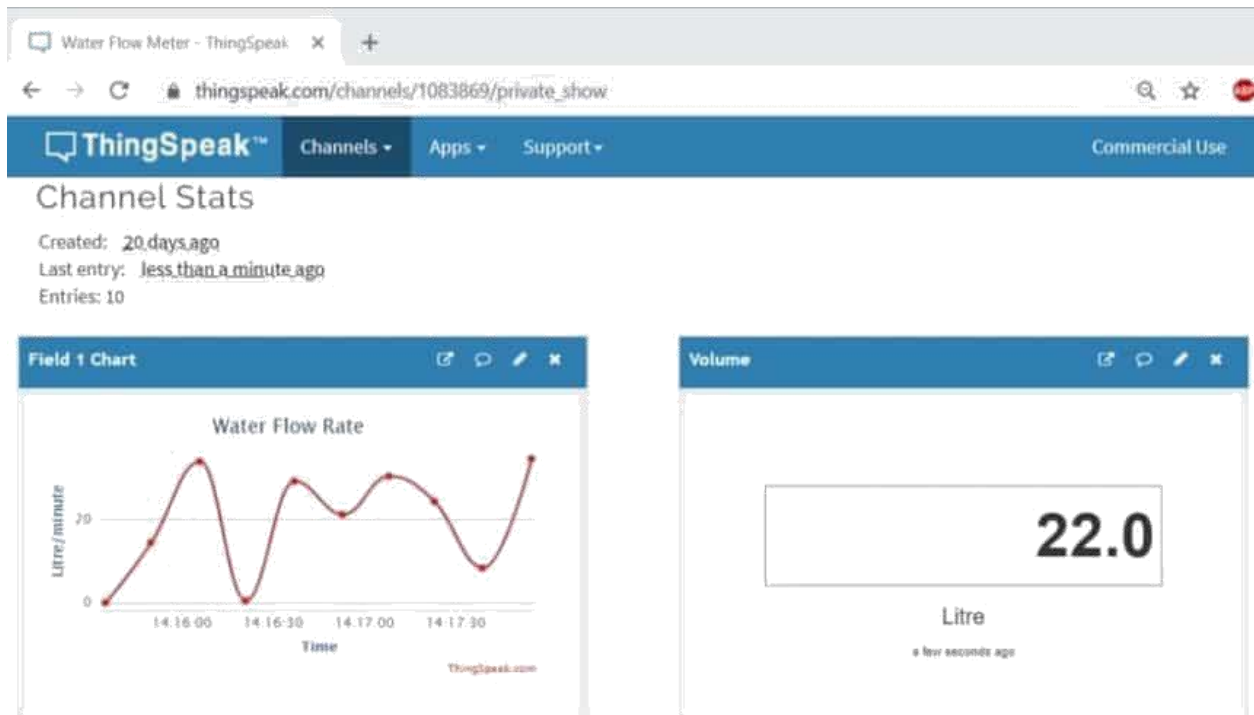 Water Flow Meter - ThingSpeak
thingspeak.com/channels/1083869/private_show
ThingSpeak™ Channels Apps Support Commercial Use
Channel Stats
Created: 20 days ago
Last entry: less than a minute ago
Entries: 10
Field 1 Chart
Water Flow Rate
Litre/minute
20
0
14:16:00 14:16:30 14:17:00 14:17:30
Time
ThingSpeak.com
Volume
22.0
Litre
a few seconds ago